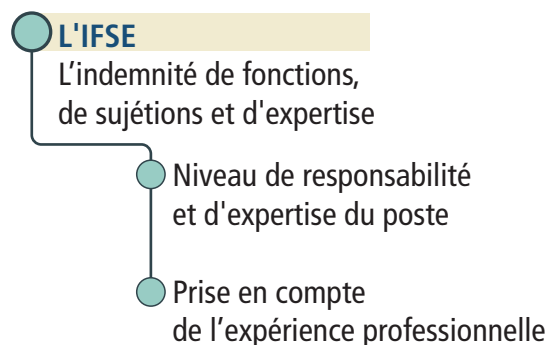 L'IFSE
L’indemnité de fonctions,
de sujétions et d'expertise
Niveau de responsabilité
et d'expertise du poste
Prise en compte
de l’expérience professionnelle